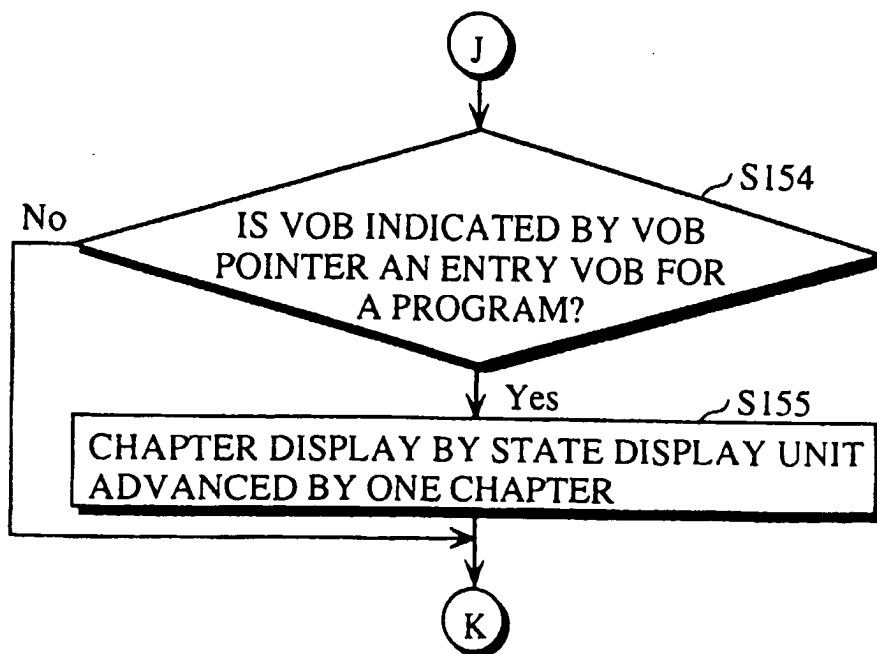 J
S154
No
IS VOB INDICATED BY VOB
POINTER AN ENTRY VOB FOR
A PROGRAM?
Yes
S155
CHAPTER DISPLAY BY STATE DISPLAY UNIT
ADVANCED BY ONE CHAPTER
K